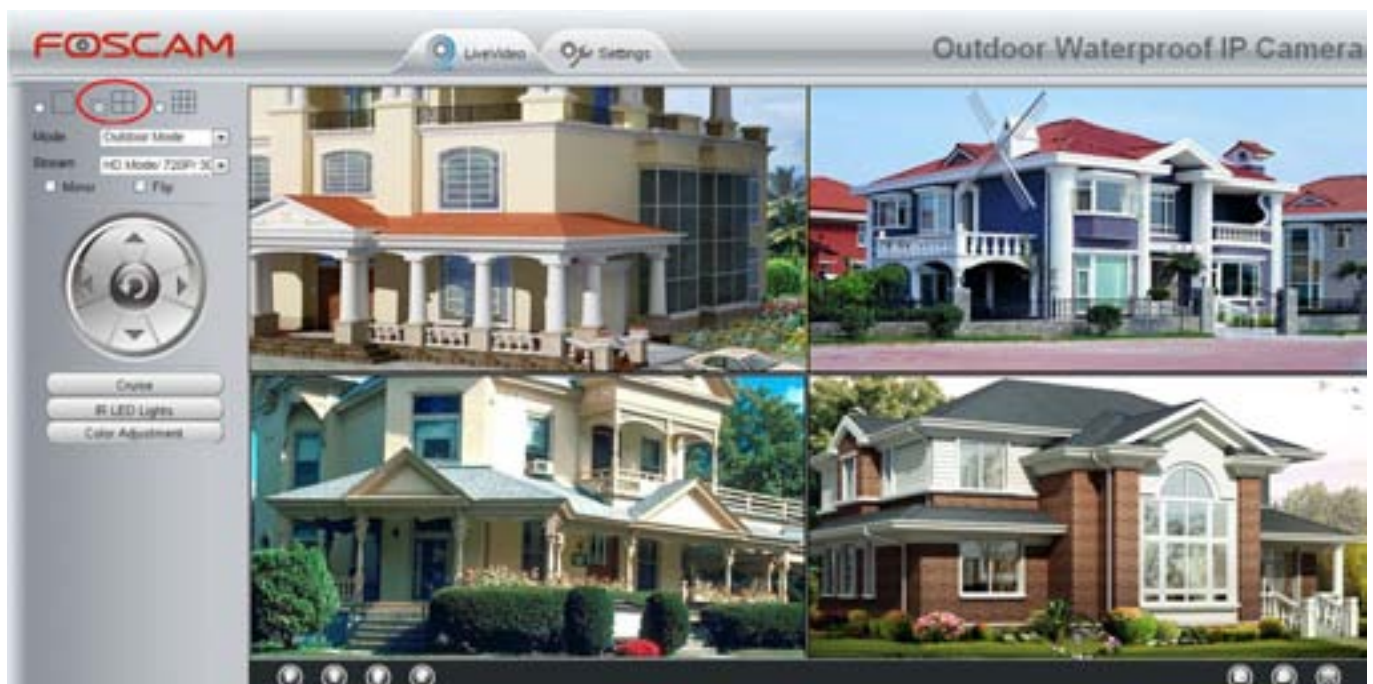 FOSCAM
LiveVideo
Settings
Outdoor Waterproof IP Camera
Mode
Outdoor Mode
Stream
HD Mode/ 720P/ 30
Mirror
Flip
Cruise
IR LED Lights
Color Adjustment